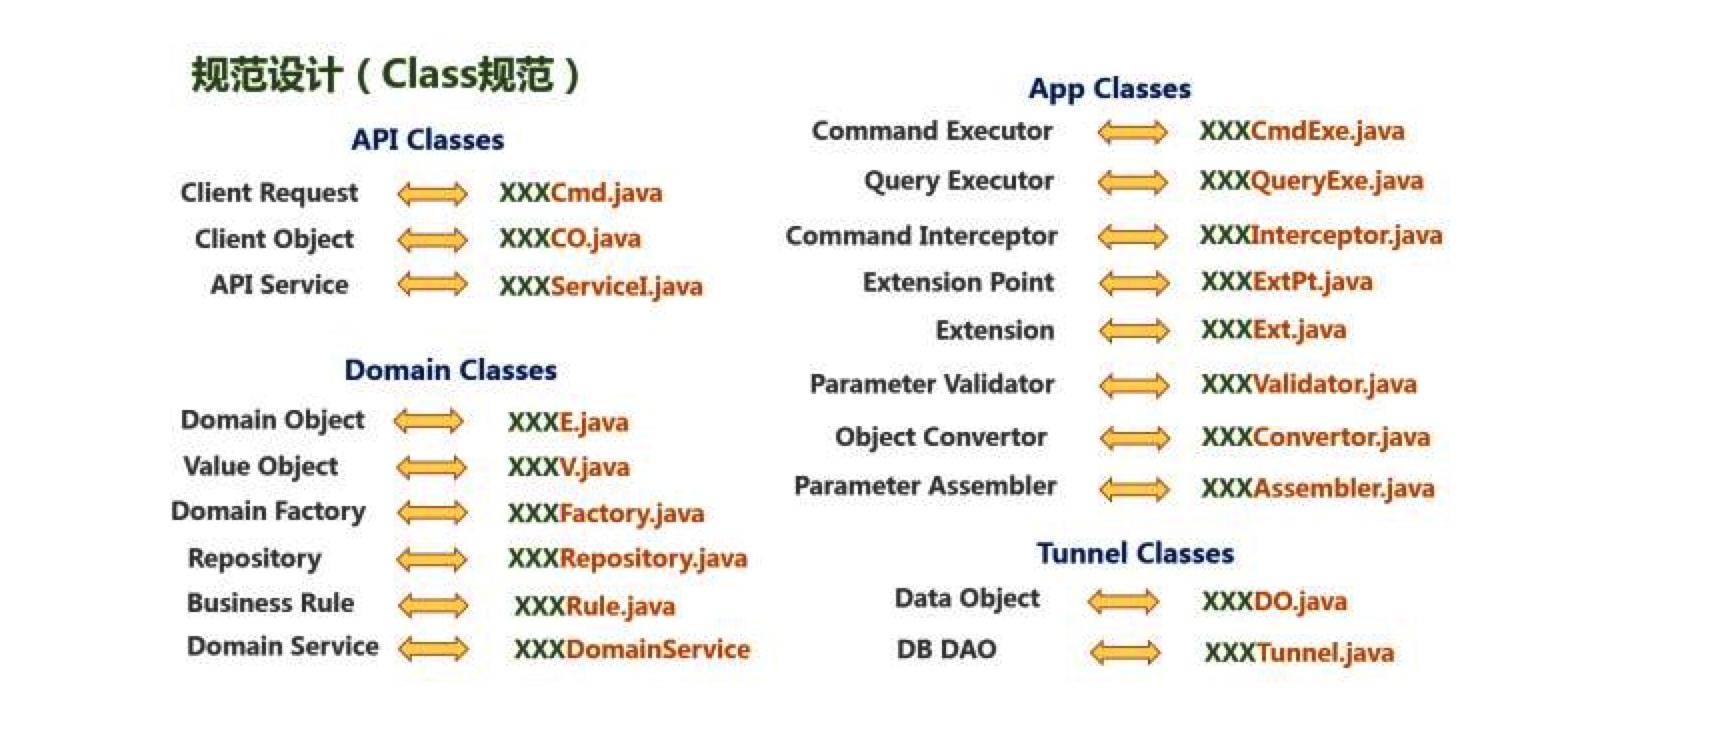 规范设计（Class规范）
API Classes
Client Request XXXCmd.java
Client Object XXXCO.java
API Service XXXServiceI.java
Domain Classes
Domain Object XXXE.java
Value Object XXXV.java
Domain Factory XXXFactory.java
Repository XXXRepository.java
Business Rule XXXRule.java
Domain Service XXXDomainService
App Classes
Command Executor XXXCmdExe.java
Query Executor XXXQueryExe.java
Command Interceptor XXXInterceptor.java
Extension Point XXXExtPt.java
Extension XXXExt.java
Parameter Validator XXXValidator.java
Object Convertor XXXConvertor.java
Parameter Assembler XXXAssembler.java
Tunnel Classes
Data Object XXXDO.java
DB DAO XXXTunnel.java